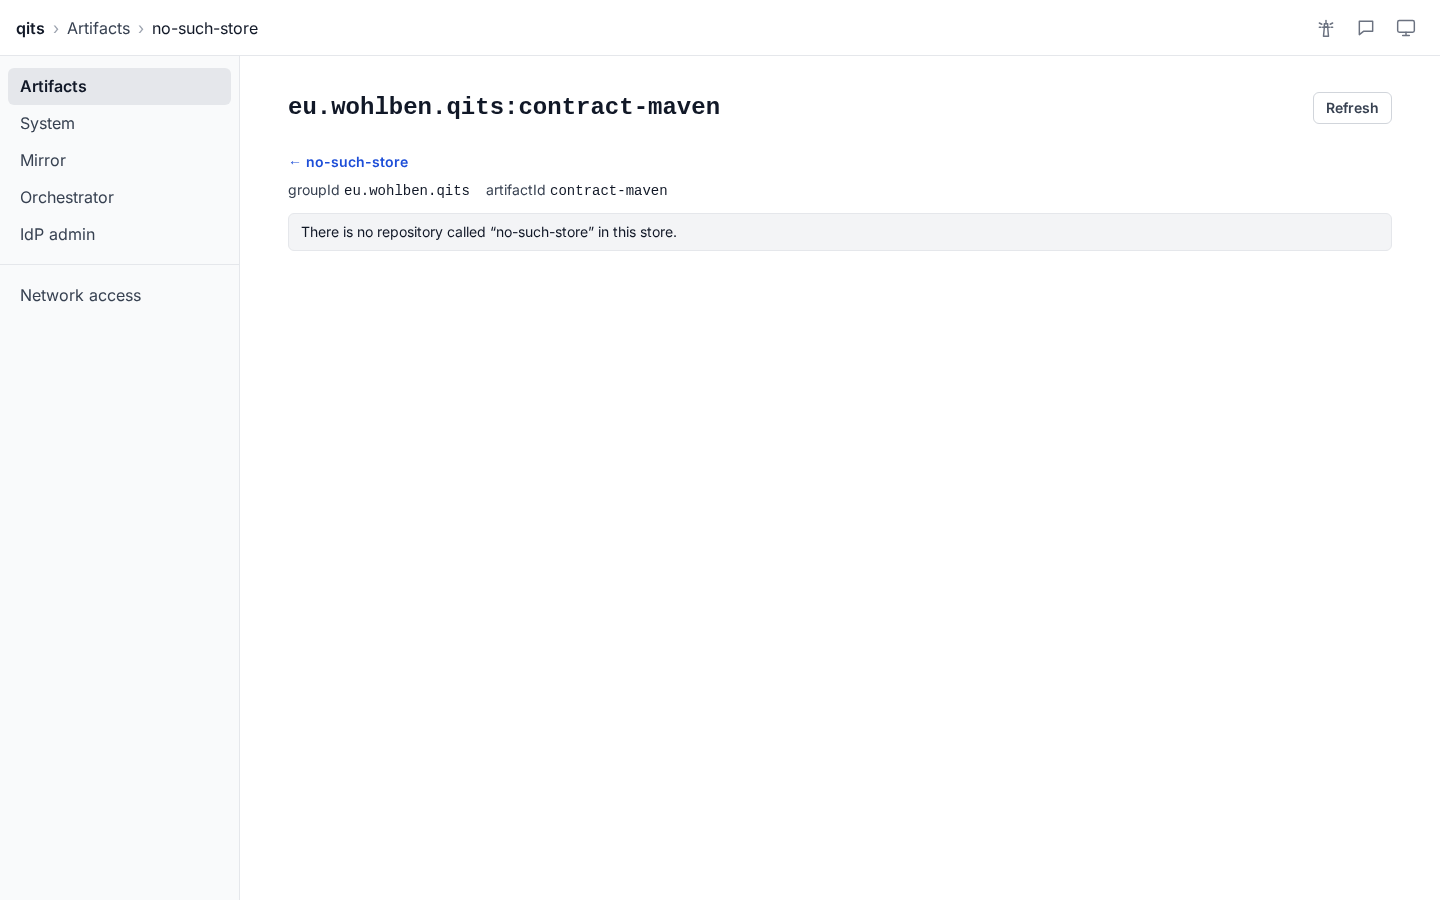 qits › Artifacts › no-such-store
Artifacts
System
Mirror
Orchestrator
IdP admin
Network access
eu.wohlben.qits:contract-maven
Refresh
← no-such-store
groupId eu.wohlben.qits artifactId contract-maven
There is no repository called “no-such-store” in this store.